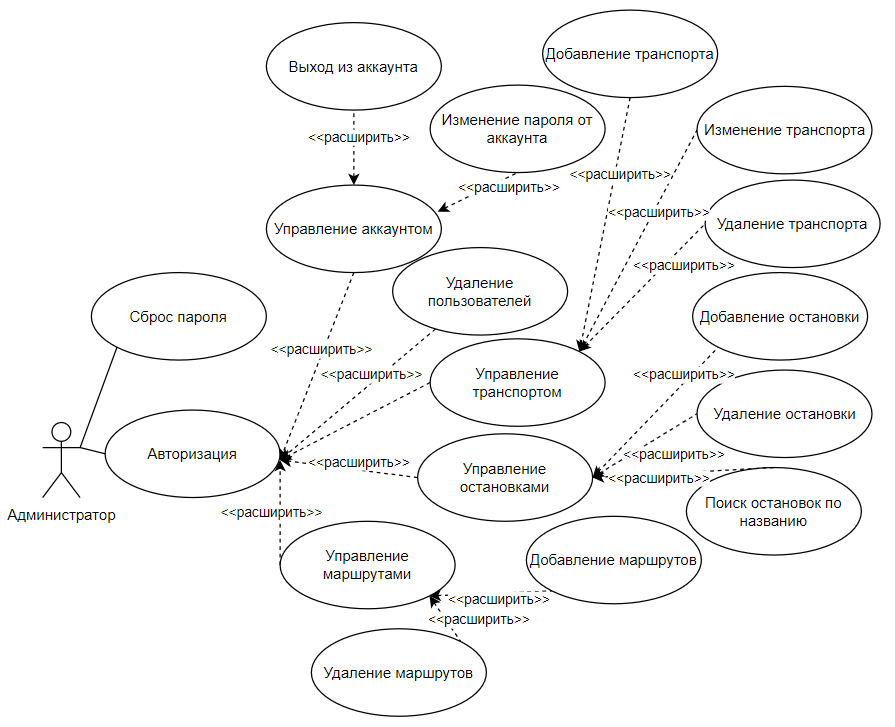 Добавление транспорта
Выход из аккаунта
Изменение пароля от
аккаунта
Изменение транспорта
<<расширить>>
<<расширить>>
<<расширить>>
<<расширить>>
Управление аккаунтом
Удаление транспорта
<<расширить>>
Удаление
пользователей
Сброс пароля
Добавление остановки
<<расширить>>
<<расширить>>
Управление
транспортом
<<расширить>>
Удаление остановки
Авторизация
<<расширить>>
<<расширить>>
Управление
остановками
<<расширить>>
Поиск остановок по
названию
Администратор
<<расширить>>
Управление
маршрутами
Добавление маршрутов
<<расширить>>
<<расширить>>
Удаление маршрутов